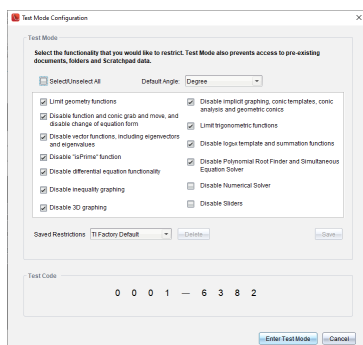 Test Mode Configuration
Test Mode
Select the functionality that you would like to restrict. Test Mode also prevents access to pre-existing
documents, folders and Scratchpad data.
Select/Unselect All
Default Angle: Degree
Limit geometry functions
Disable function and conic grab and move, and
disable change of equation form
Disable vector functions, including eigenvectors
and eigenvalues
Disable "isPrime" function
Disable differential equation functionality
Disable inequality graphing
Disable 3D graphing
Disable implicit graphing, conic templates, conic
analysis and geometric conics
Limit trigonometric functions
Disable logbx template and summation functions
Disable Polynomial Root Finder and Simultaneous
Equation Solver
Disable Numerical Solver
Disable Sliders
Saved Restrictions TI Factory Default Delete Save
Test Code
0 0 0 1 — 6 3 8 2
Enter Test Mode Cancel